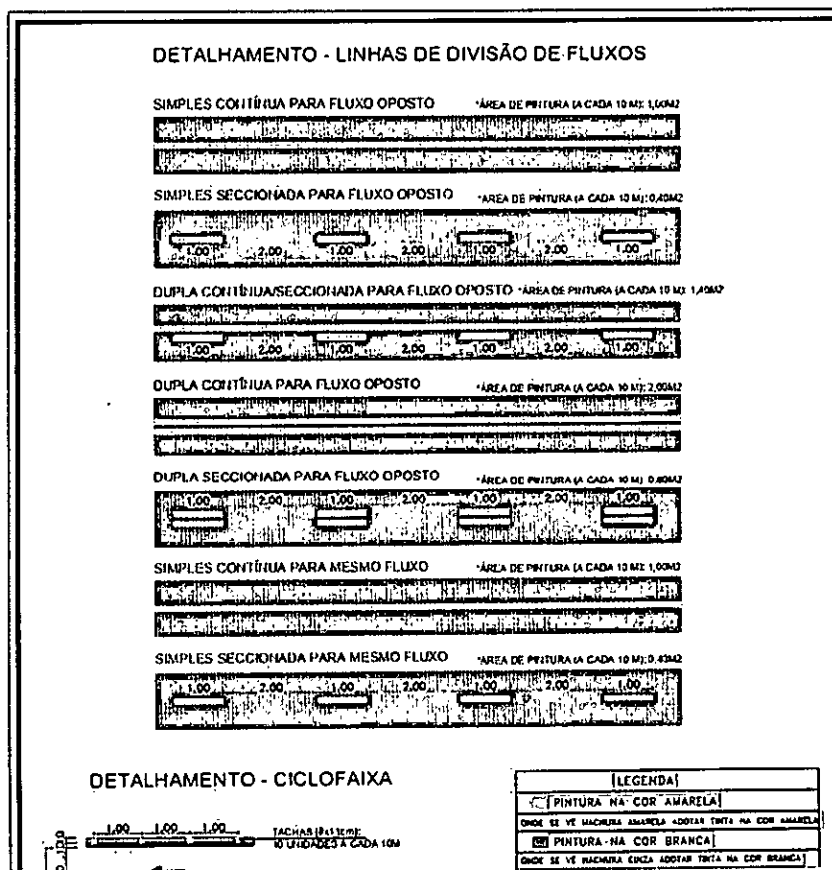 DETALHAMENTO - LINHAS DE DIVISÃO DE FLUXOS
SIMPLES CONTÍNUA PARA FLUXO OPOSTO *ÁREA DE PINTURA (A CADA 10 M): 1,00M2
SIMPLES SECCIONADA PARA FLUXO OPOSTO *ÁREA DE PINTURA (A CADA 10 M): 0,40M2
1.00 2.00 1.00 2.00 1.00 2.00 1.00
DUPLA CONTÍNUA/SECCIONADA PARA FLUXO OPOSTO *ÁREA DE PINTURA (A CADA 10 M): 1,40M2
1.00 2.00 1.00 2.00 1.00 2.00 1.00
DUPLA CONTÍNUA PARA FLUXO OPOSTO *ÁREA DE PINTURA (A CADA 10 M): 2,00M2
DUPLA SECCIONADA PARA FLUXO OPOSTO *ÁREA DE PINTURA (A CADA 10 M): 0,80M2
1.00 2.00 1.00 2.00 1.00 2.00 1.00
SIMPLES CONTÍNUA PARA MESMO FLUXO *ÁREA DE PINTURA (A CADA 10 M): 1,00M2
SIMPLES SECCIONADA PARA MESMO FLUXO *ÁREA DE PINTURA (A CADA 10 M):
1.00 2.00 1.00 2.00 1.00 2.00 1.00
DETALHAMENTO - CICLOFAIXA
1.00 1.00 1.00
TACHAS
10 UNIDADES A CADA 10M
LEGENDA
PINTURA NA COR AMARELA
ONDE SE VÊ HACHURA AMARELA ADOTAR TINTA NA COR AMARELA
PINTURA NA COR BRANCA
ONDE SE VÊ HACHURA CINZA ADOTAR TINTA NA COR BRANCA